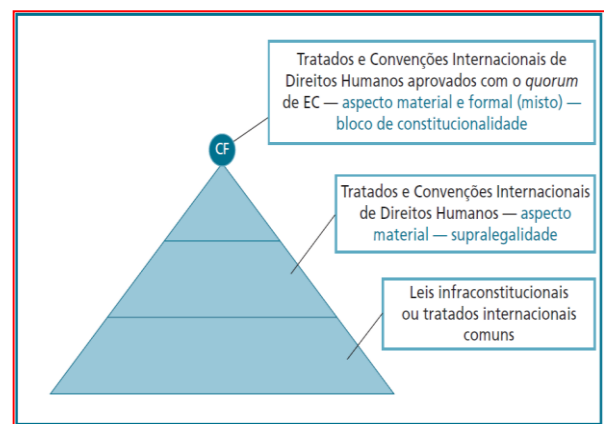 Tratados e Convenções Internacionais de
Direitos Humanos aprovados com o quorum
de EC — aspecto material e formal (misto) —
bloco de constitucionalidade
CF
Tratados e Convenções Internacionais
de Direitos Humanos — aspecto
material — supralegalidade
Leis infraconstitucionais
ou tratados internacionais
comuns